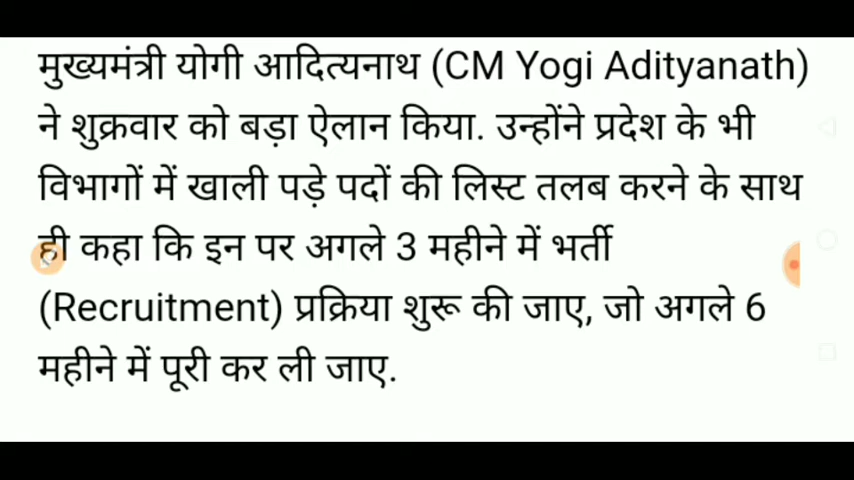 मुख्यमंत्री योगी आदित्यनाथ (CM Yogi Adityanath)
ने शुक्रवार को बड़ा ऐलान किया. उन्होंने प्रदेश के भी
विभागों में खाली पड़े पदों की लिस्ट तलब करने के साथ
ही कहा कि इन पर अगले 3 महीने में भर्ती
(Recruitment) प्रक्रिया शुरू की जाए, जो अगले 6
महीने में पूरी कर ली जाए.